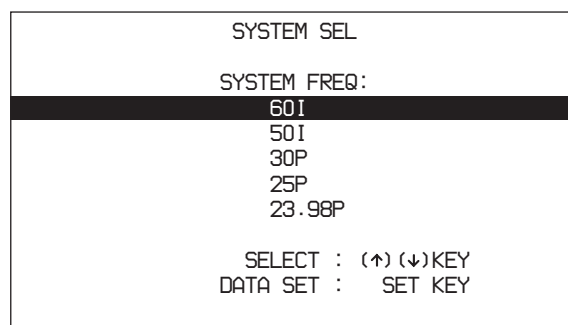 SYSTEM SEL
SYSTEM FREQ:
60I
50I
30P
25P
23.98P
SELECT : (↑)(↓)KEY
DATA SET : SET KEY